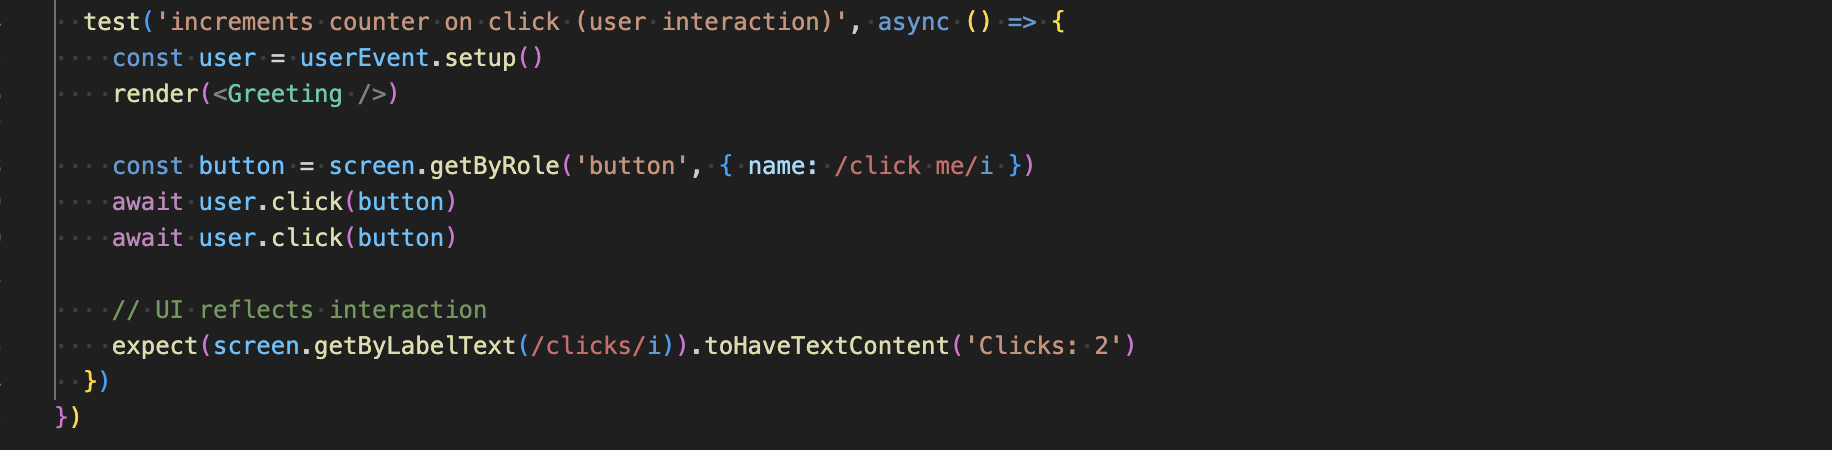 test('increments counter on click (user interaction)', async () => {
const user = userEvent.setup()
render(<Greeting />)
const button = screen.getByRole('button', { name: /click me/i })
await user.click(button)
await user.click(button)
// UI reflects interaction
expect(screen.getByLabelText(/clicks/i)).toHaveTextContent('Clicks: 2')
})
})